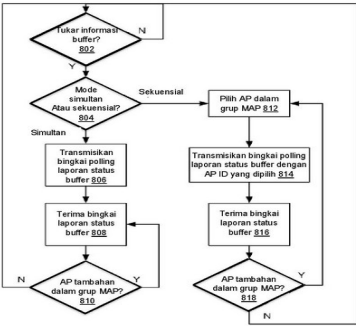 Tukar informasi
buffer?
802
N
Y
Mode
simultan
Atau sekuensial?
804
Sekuensial
Simultan
Pilih AP dalam
grup MAP 812
Transmisikan
bingkai polling
laporan status
buffer 806
Transmisikan bingkai polling
laporan status buffer dengan
AP ID yang dipilih 814
Terima bingkai
laporan status
buffer 808
Terima bingkai
laporan status
buffer 816
N
AP tambahan
dalam grup MAP?
810
Y
AP tambahan
dalam grup MAP?
818
Y
N